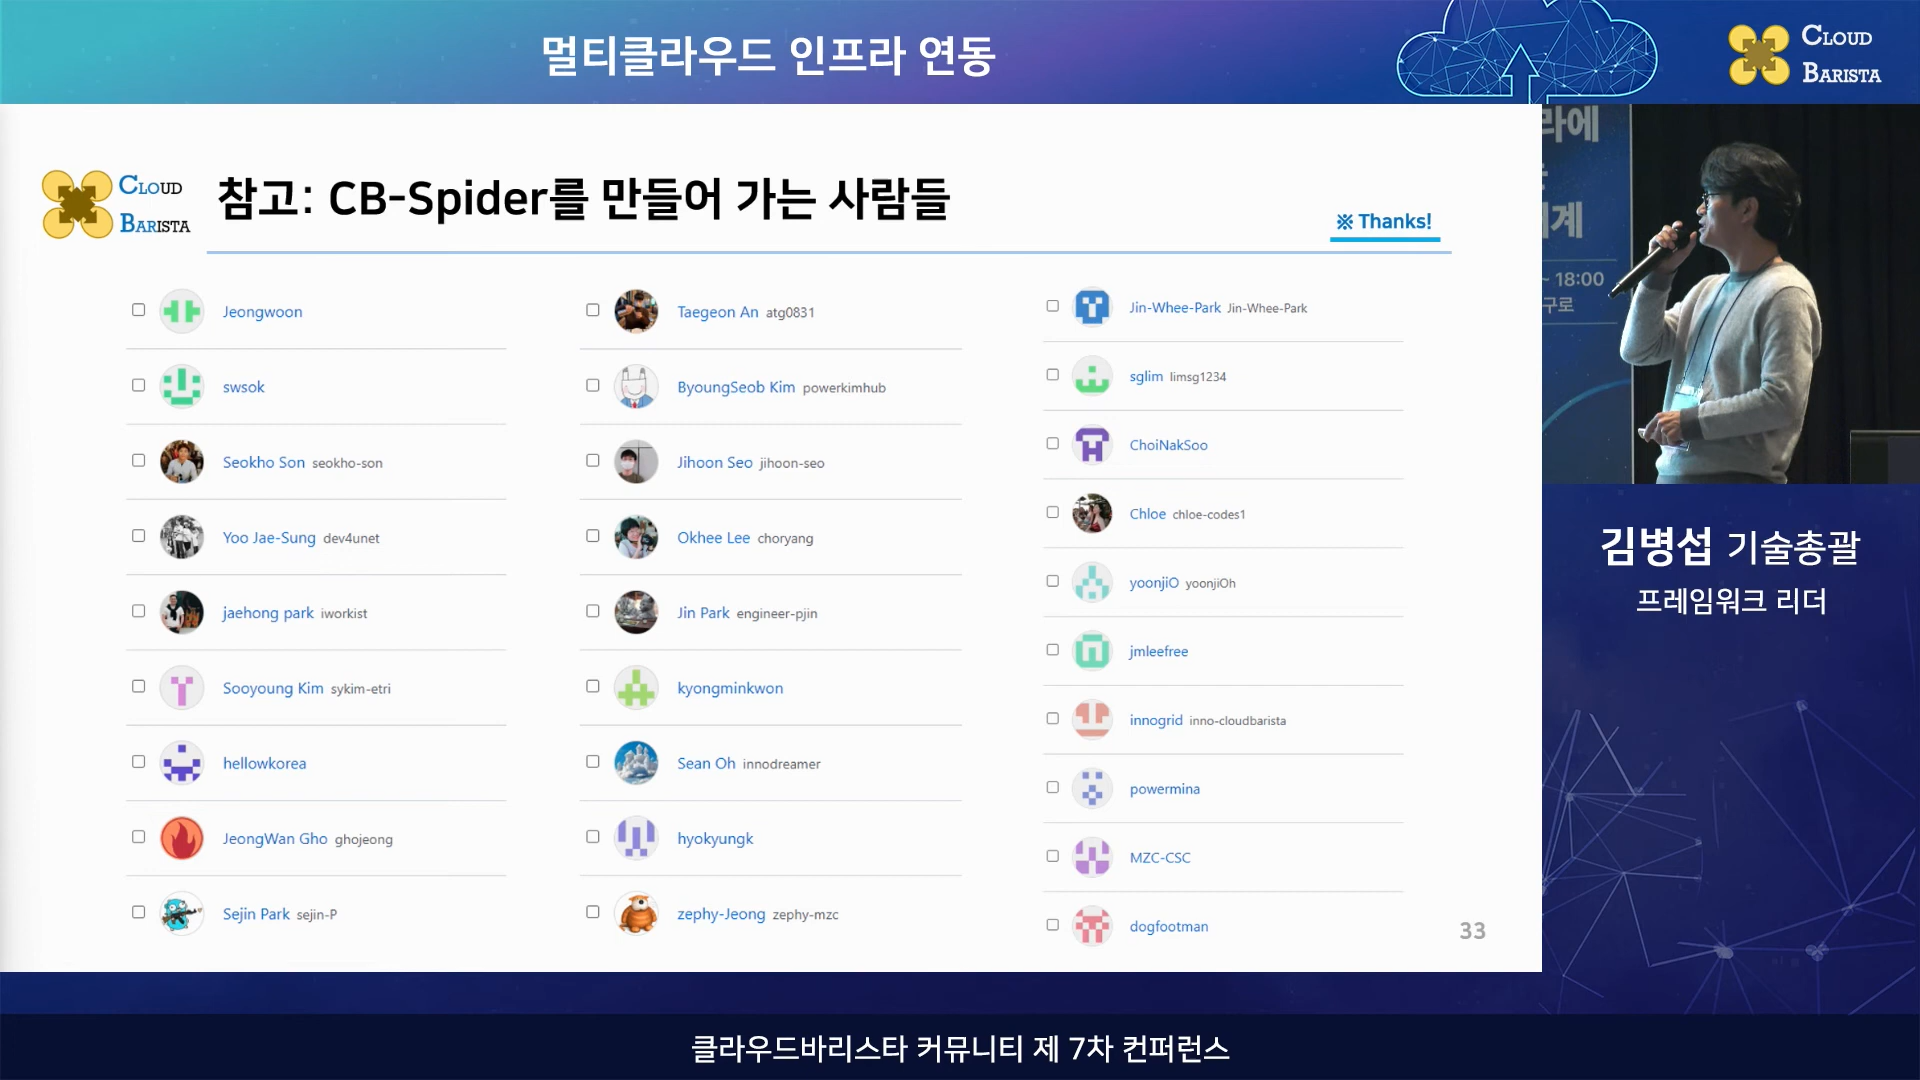 멀티클라우드 인프라 연동
CLOUD
BARISTA
CLOUD
BARISTA
참고: CB-Spider를 만들어 가는 사람들
※ Thanks!
Jeongwoon
swsok
Seokho Son seokho-son
Yoo Jae-Sung dev4unet
jaehong park iworkist
Sooyoung Kim sykim-etri
hellowkorea
JeongWan Gho ghojeong
Sejin Park sejin-P
Taegeon An atg0831
ByoungSeob Kim powerkimhub
Jihoon Seo jihoon-seo
Okhee Lee choryang
Jin Park engineer-pjin
kyongminkwon
Sean Oh innodreamer
hyokyungk
zephy-Jeong zephy-mzc
Jin-Whee-Park Jin-Whee-Park
sglim limsg1234
ChoiNakSoo
Chloe chloe-codes1
yoonjiO yoonjiOh
jmleefree
innogrid inno-cloudbarista
powermina
MZC-CSC
dogfootman
33
라에
계
~ 18:00
구로
김병섭 기술총괄
프레임워크 리더
클라우드바리스타 커뮤니티 제 7차 컨퍼런스